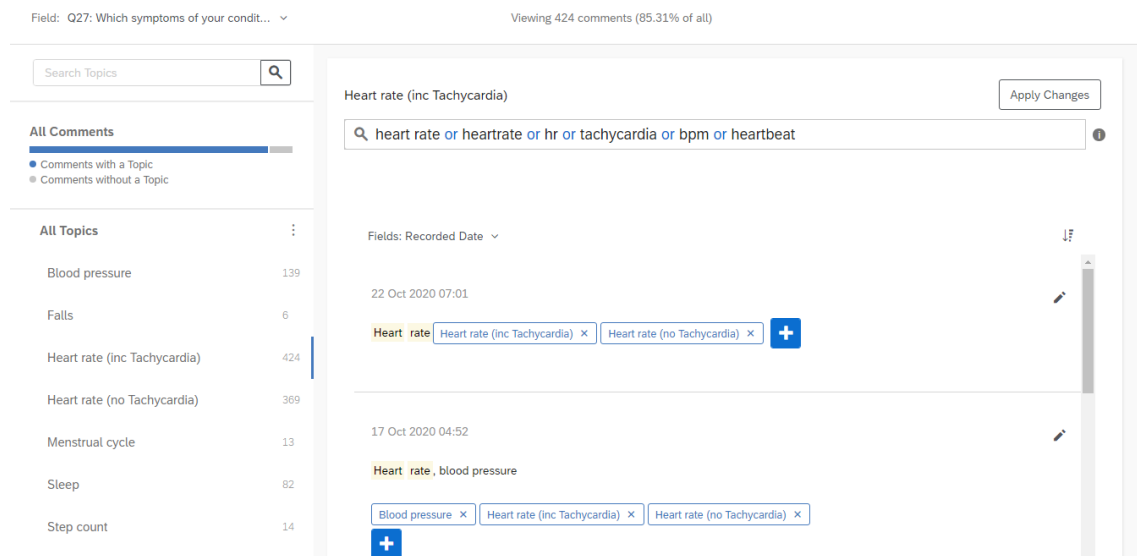 Field: Q27: Which symptoms of your condit...
Viewing 424 comments (85.31% of all)
Search Topics
All Comments
Comments with a Topic
Comments without a Topic
All Topics
Blood pressure 139
Falls 6
Heart rate (inc Tachycardia) 424
Heart rate (no Tachycardia) 369
Menstrual cycle 13
Sleep 82
Step count 14
Heart rate (inc Tachycardia)
Apply Changes
heart rate or heartrate or hr or tachycardia or bpm or heartbeat
Fields: Recorded Date
22 Oct 2020 07:01
Heart rate Heart rate (inc Tachycardia) × Heart rate (no Tachycardia) ×
17 Oct 2020 04:52
Heart rate, blood pressure
Blood pressure × Heart rate (inc Tachycardia) × Heart rate (no Tachycardia) ×